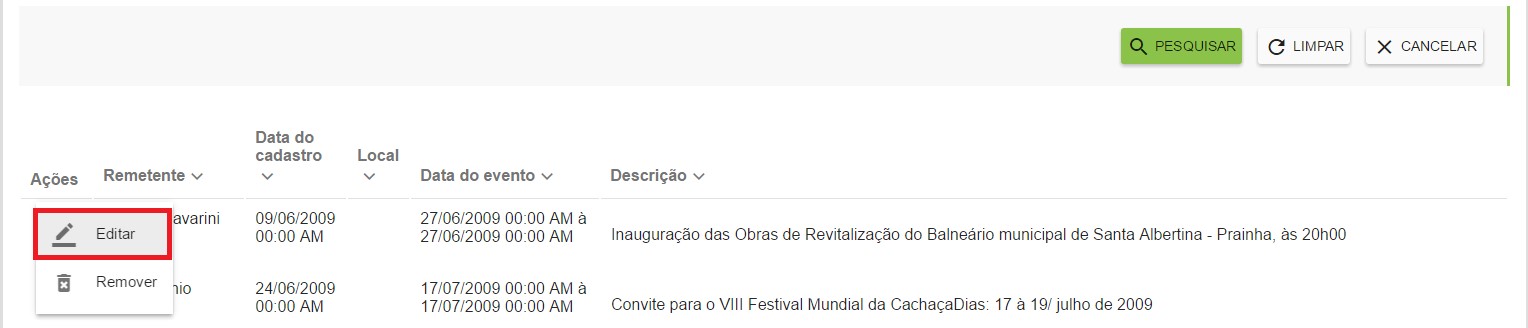 PESQUISAR LIMPAR CANCELAR
Data do
cadastro
Local
Ações Remetente Data do evento Descrição
avarini 09/06/2009 27/06/2009 00:00 AM à
Editar 00:00 AM 27/06/2009 00:00 AM Inauguração das Obras de Revitalização do Balneário municipal de Santa Albertina - Prainha, às 20h00
Remover nio 24/06/2009 17/07/2009 00:00 AM à
00:00 AM 17/07/2009 00:00 AM Convite para o VIII Festival Mundial da CachaçaDias: 17 à 19/ julho de 2009